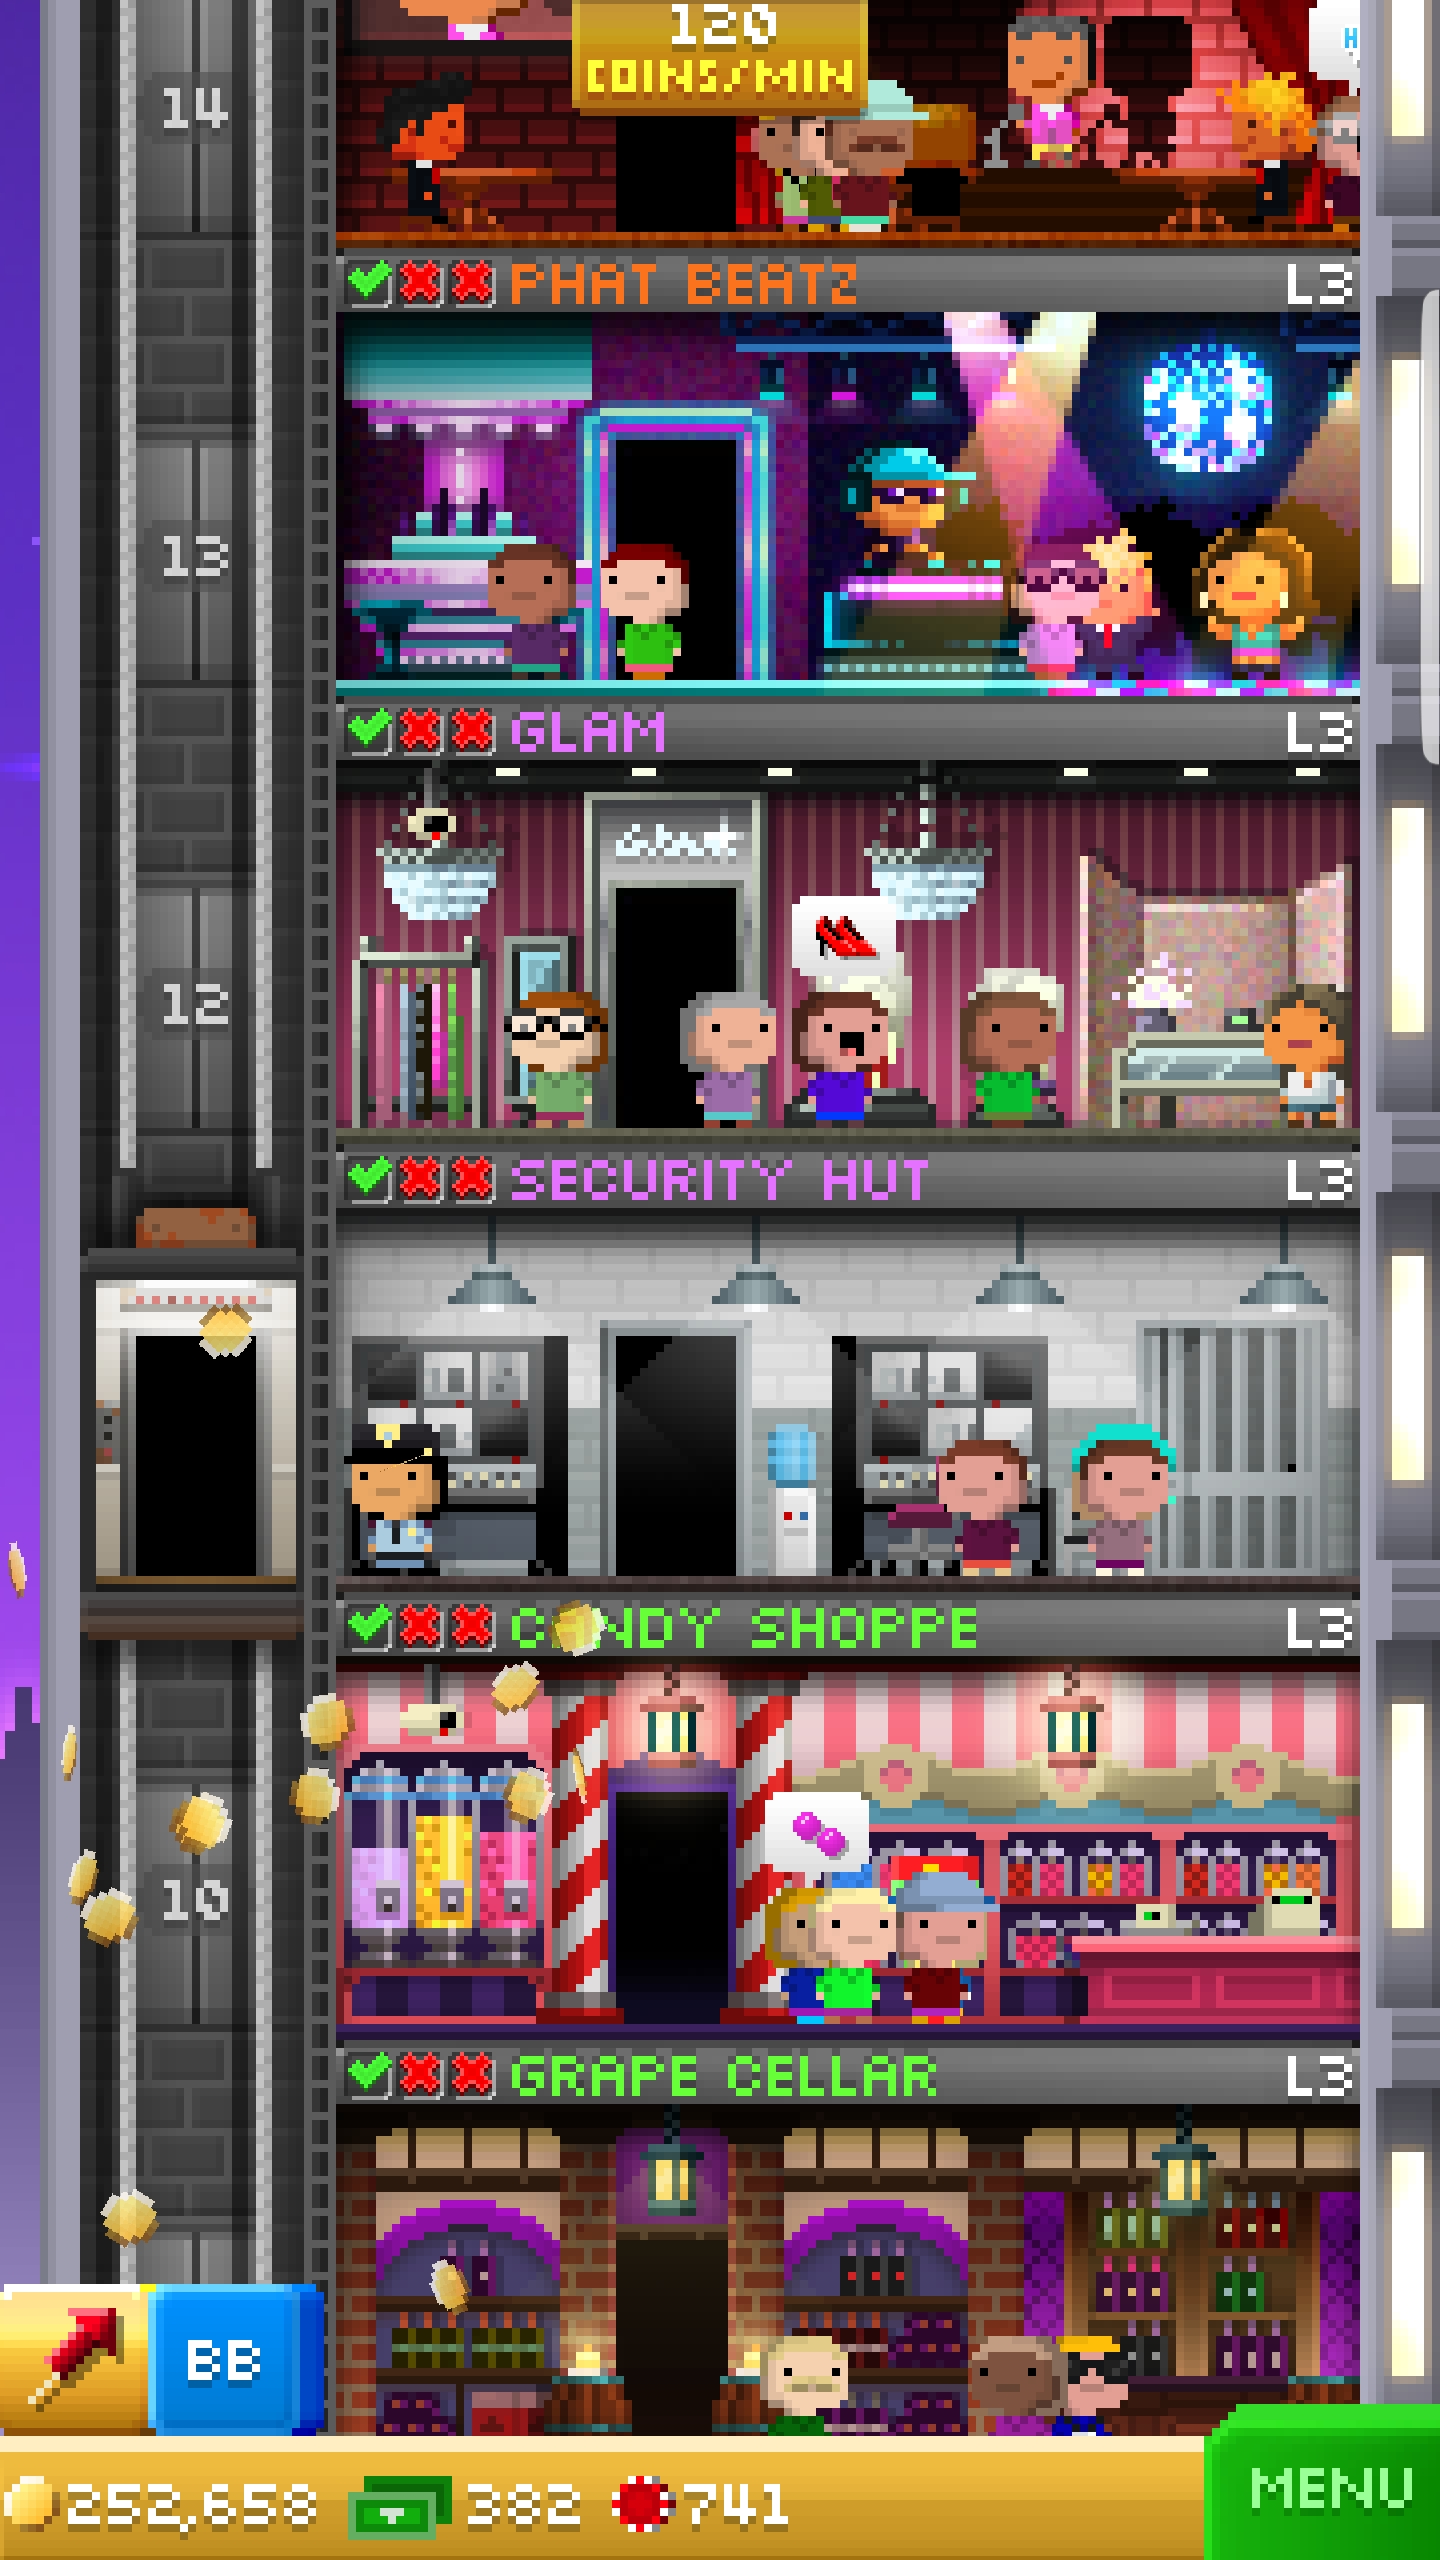 120
COINS/MIN
14
PHAT BEATZ L3
13
GLAM L3
12
SECURITY HUT L3
C NDY SHOPPE L3
10
GRAPE CELLAR L3
BB
252,658 382 741
MENU